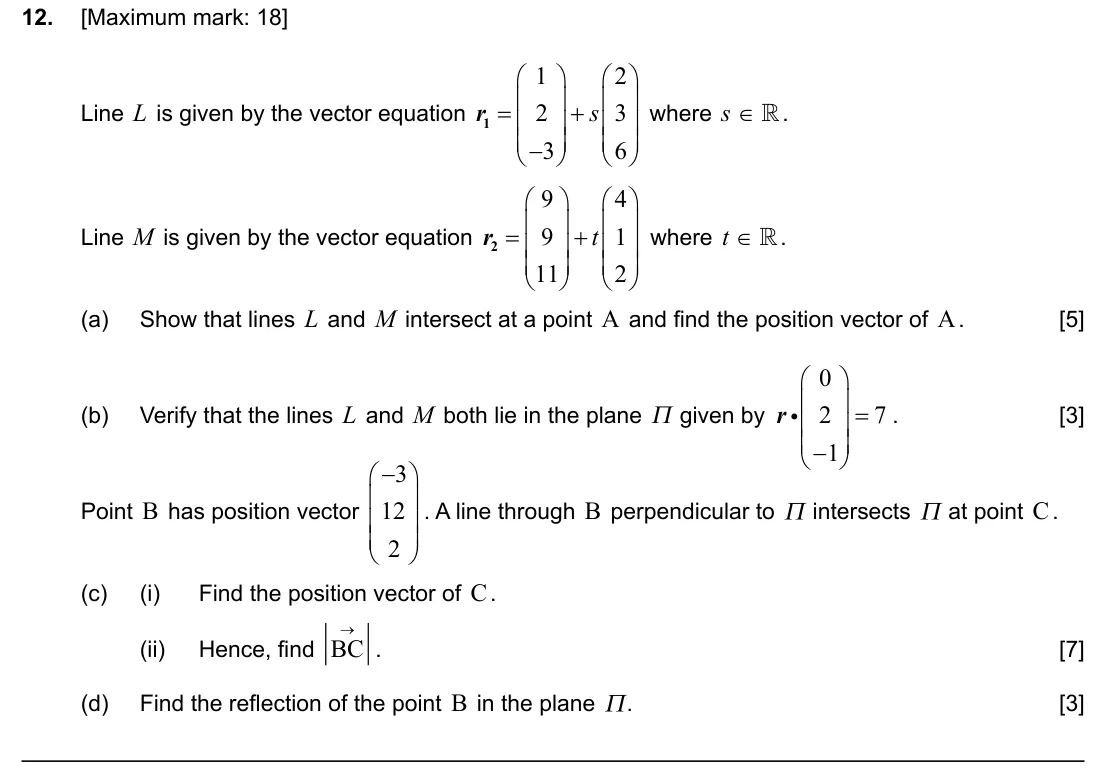 12. [Maximum mark: 18]
Line L is given by the vector equation r₁ = (1, 2, −3) + s(2, 3, 6) where s ∈ ℝ.
Line M is given by the vector equation r₂ = (9, 9, 11) + t(4, 1, 2) where t ∈ ℝ.
(a) Show that lines L and M intersect at a point A and find the position vector of A. [5]
(b) Verify that the lines L and M both lie in the plane Π given by r • (0, 2, −1) = 7. [3]
Point B has position vector (−3, 12, 2). A line through B perpendicular to Π intersects Π at point C.
(c) (i) Find the position vector of C.
(ii) Hence, find |B⃗C|. [7]
(d) Find the reflection of the point B in the plane Π. [3]